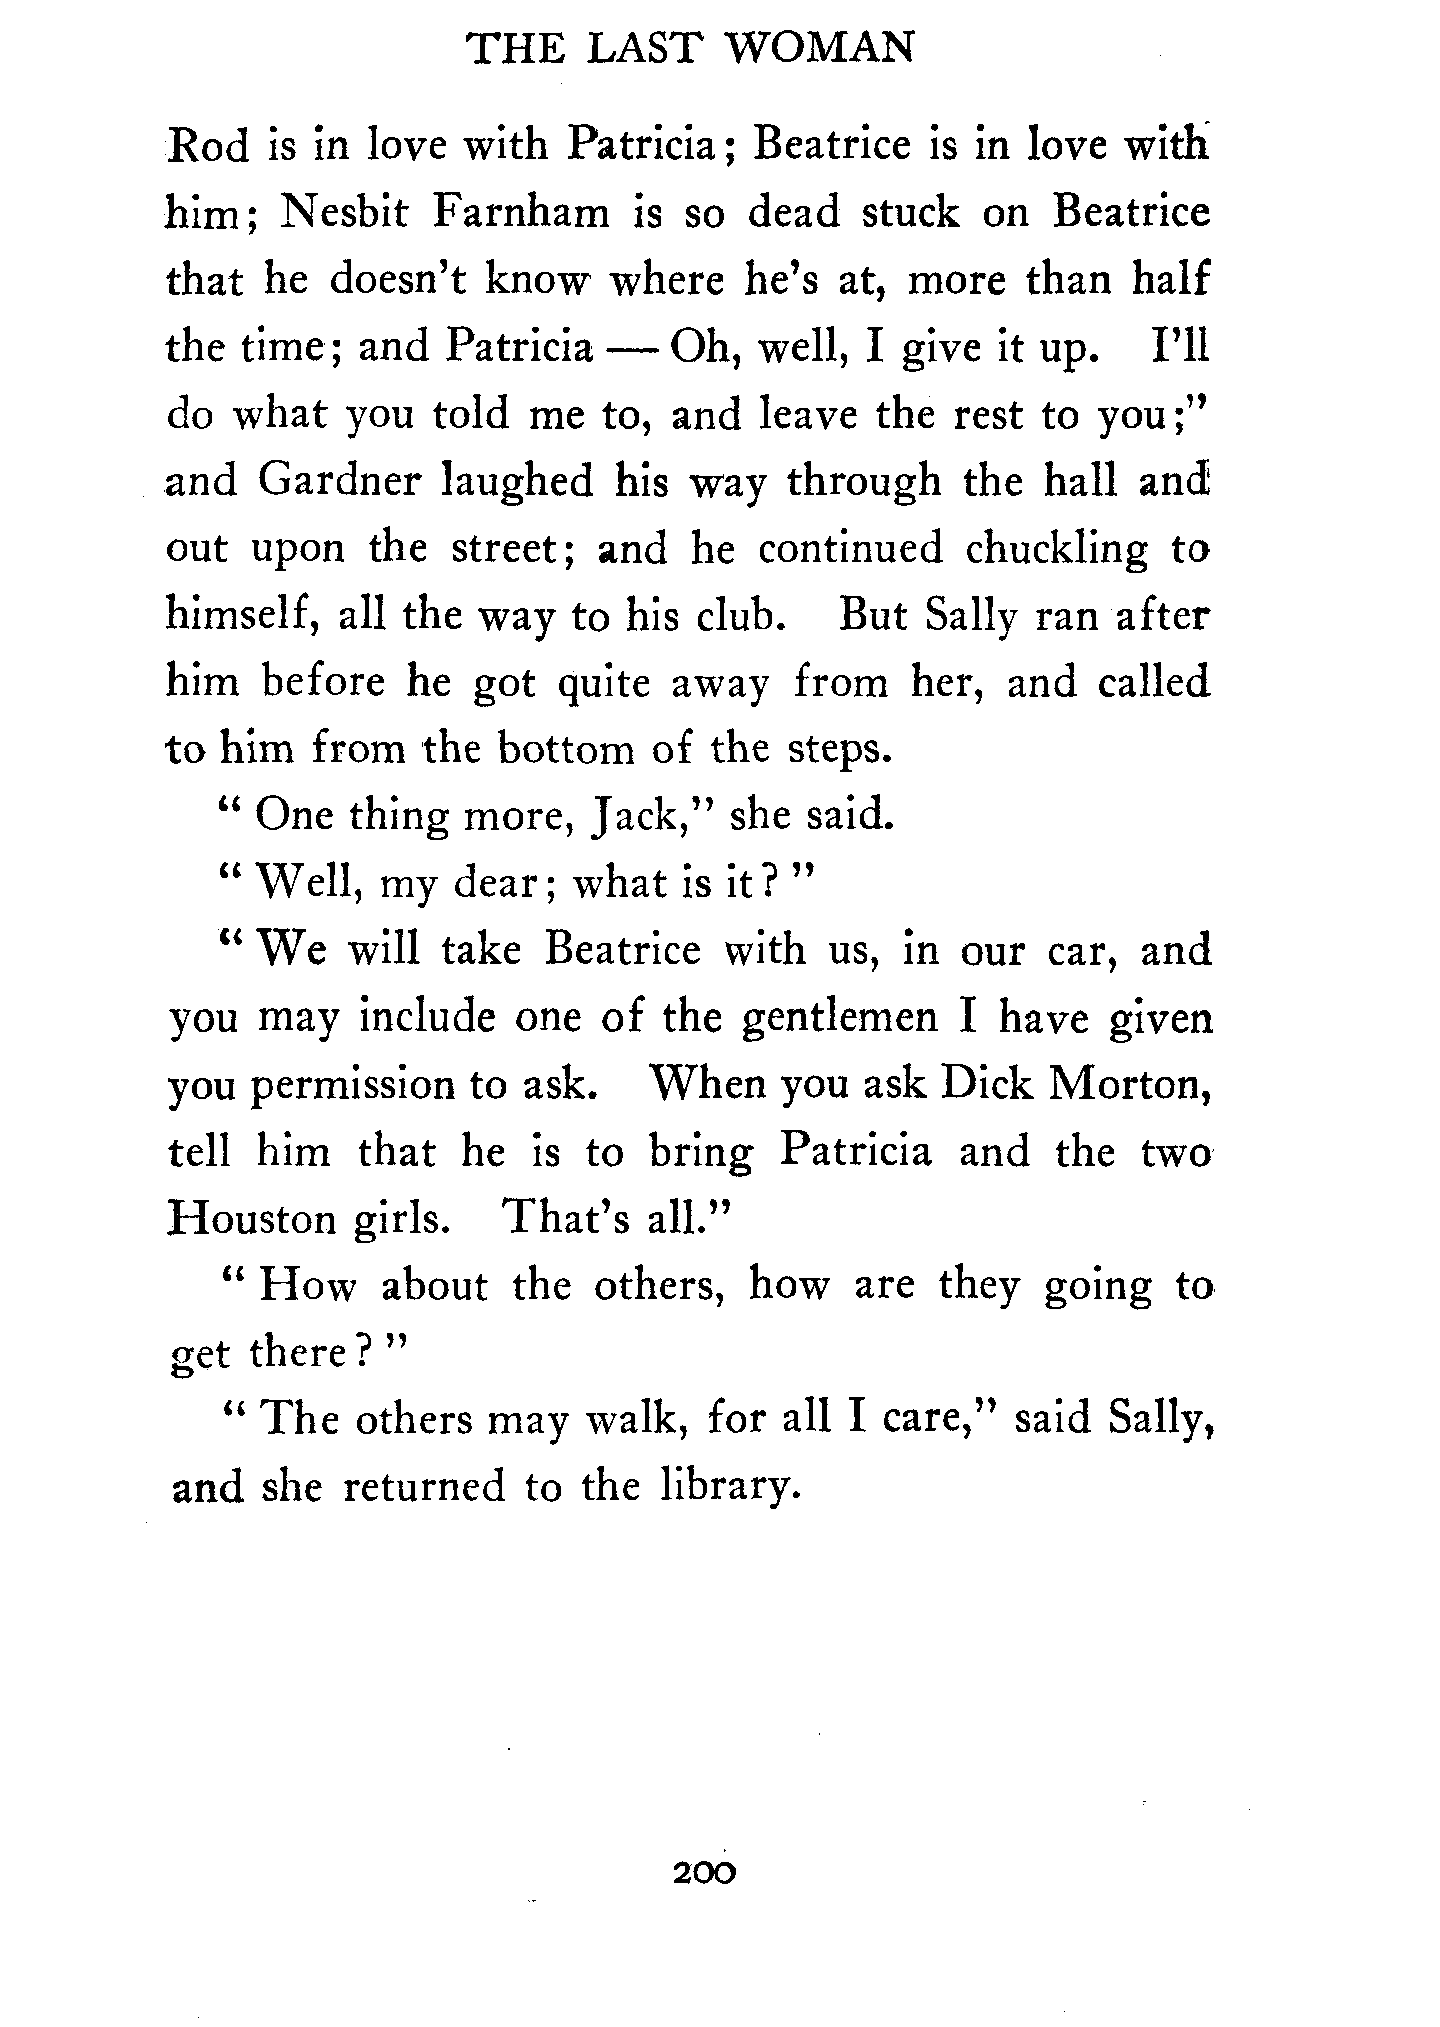 THE LAST WOMAN
Rod is in love with Patricia; Beatrice is in love with
him; Nesbit Farnham is so dead stuck on Beatrice
that he doesn't know where he's at, more than half
the time; and Patricia — Oh, well, I give it up. I'll
do what you told me to, and leave the rest to you;"
and Gardner laughed his way through the hall and
out upon the street; and he continued chuckling to
himself, all the way to his club. But Sally ran after
him before he got quite away from her, and called
to him from the bottom of the steps.
" One thing more, Jack," she said.
" Well, my dear; what is it? "
" We will take Beatrice with us, in our car, and
you may include one of the gentlemen I have given
you permission to ask. When you ask Dick Morton,
tell him that he is to bring Patricia and the two
Houston girls. That's all."
" How about the others, how are they going to
get there? "
" The others may walk, for all I care," said Sally,
and she returned to the library.
200